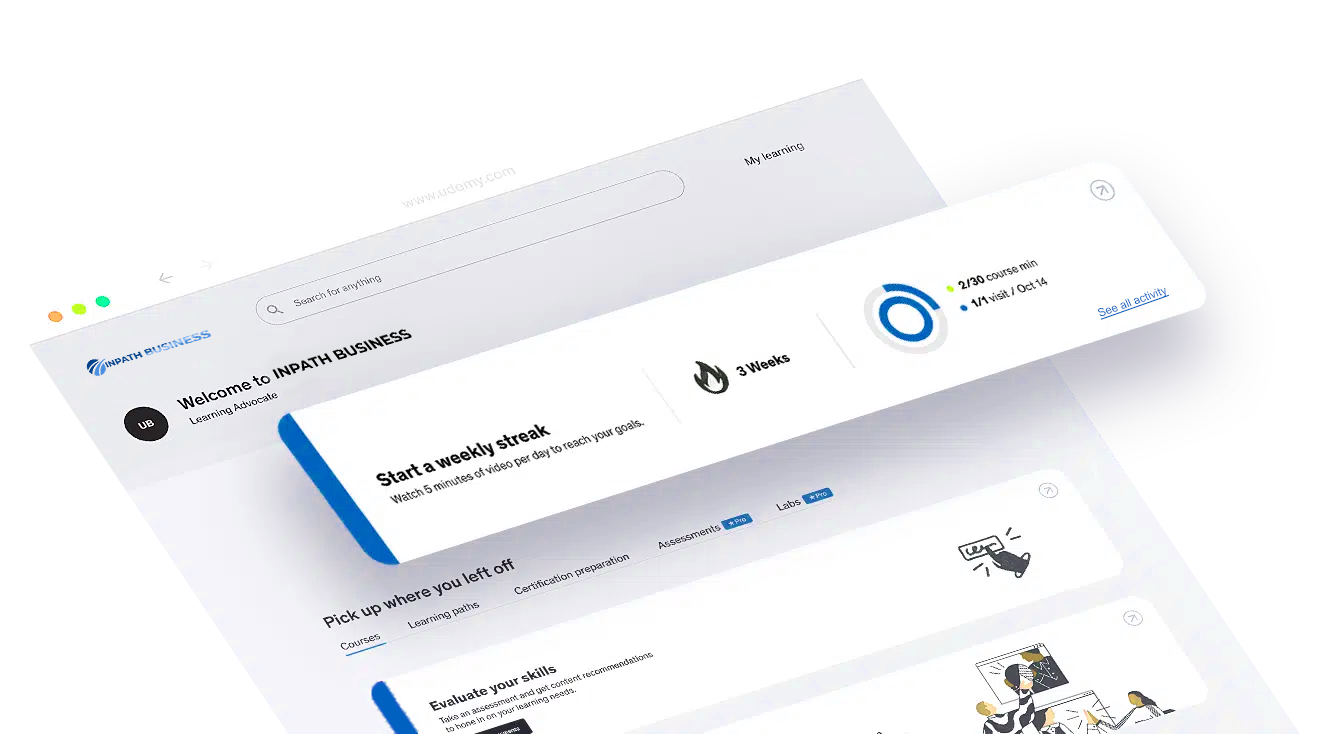 www.udemy.com
My learning
Search for anything
INPATH BUSINESS
UB
Welcome to INPATH BUSINESS
Learning Advocate
Start a weekly streak
Watch 5 minutes of video per day to reach your goals.
3 Weeks
2/30 course min
1/1 visit / Oct 14
See all activity
Pick up where you left off
Courses
Learning paths
Certification preparation
Assessments
Pro
Labs
Pro
Evaluate your skills
Take an assessment and get content recommendations
to hone in on your learning needs.